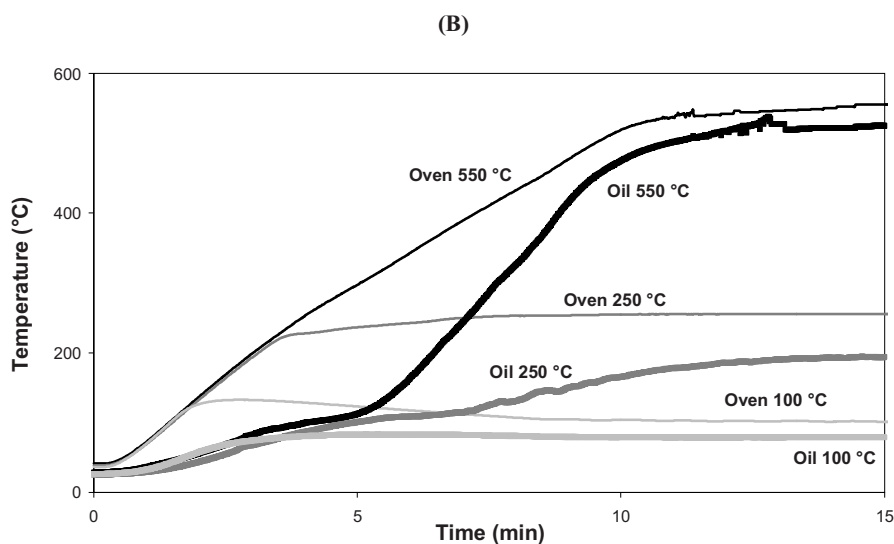 (B)
600
400
200
0
Temperature (°C)
Oven 550 °C
Oil 550 °C
Oven 250 °C
Oil 250 °C
Oven 100 °C
Oil 100 °C
0
5
10
15
Time (min)